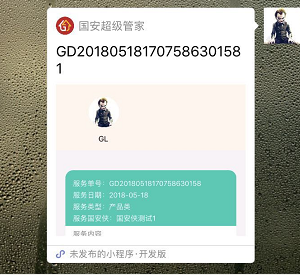 国安超级管家
GD20180518170758630158
1
GL
服务单号：GD20180518170758630158
服务日期：2018-05-18
服务类型：产品类
服务国安侠：国安侠测试1
服务内容
未发布的小程序·开发版